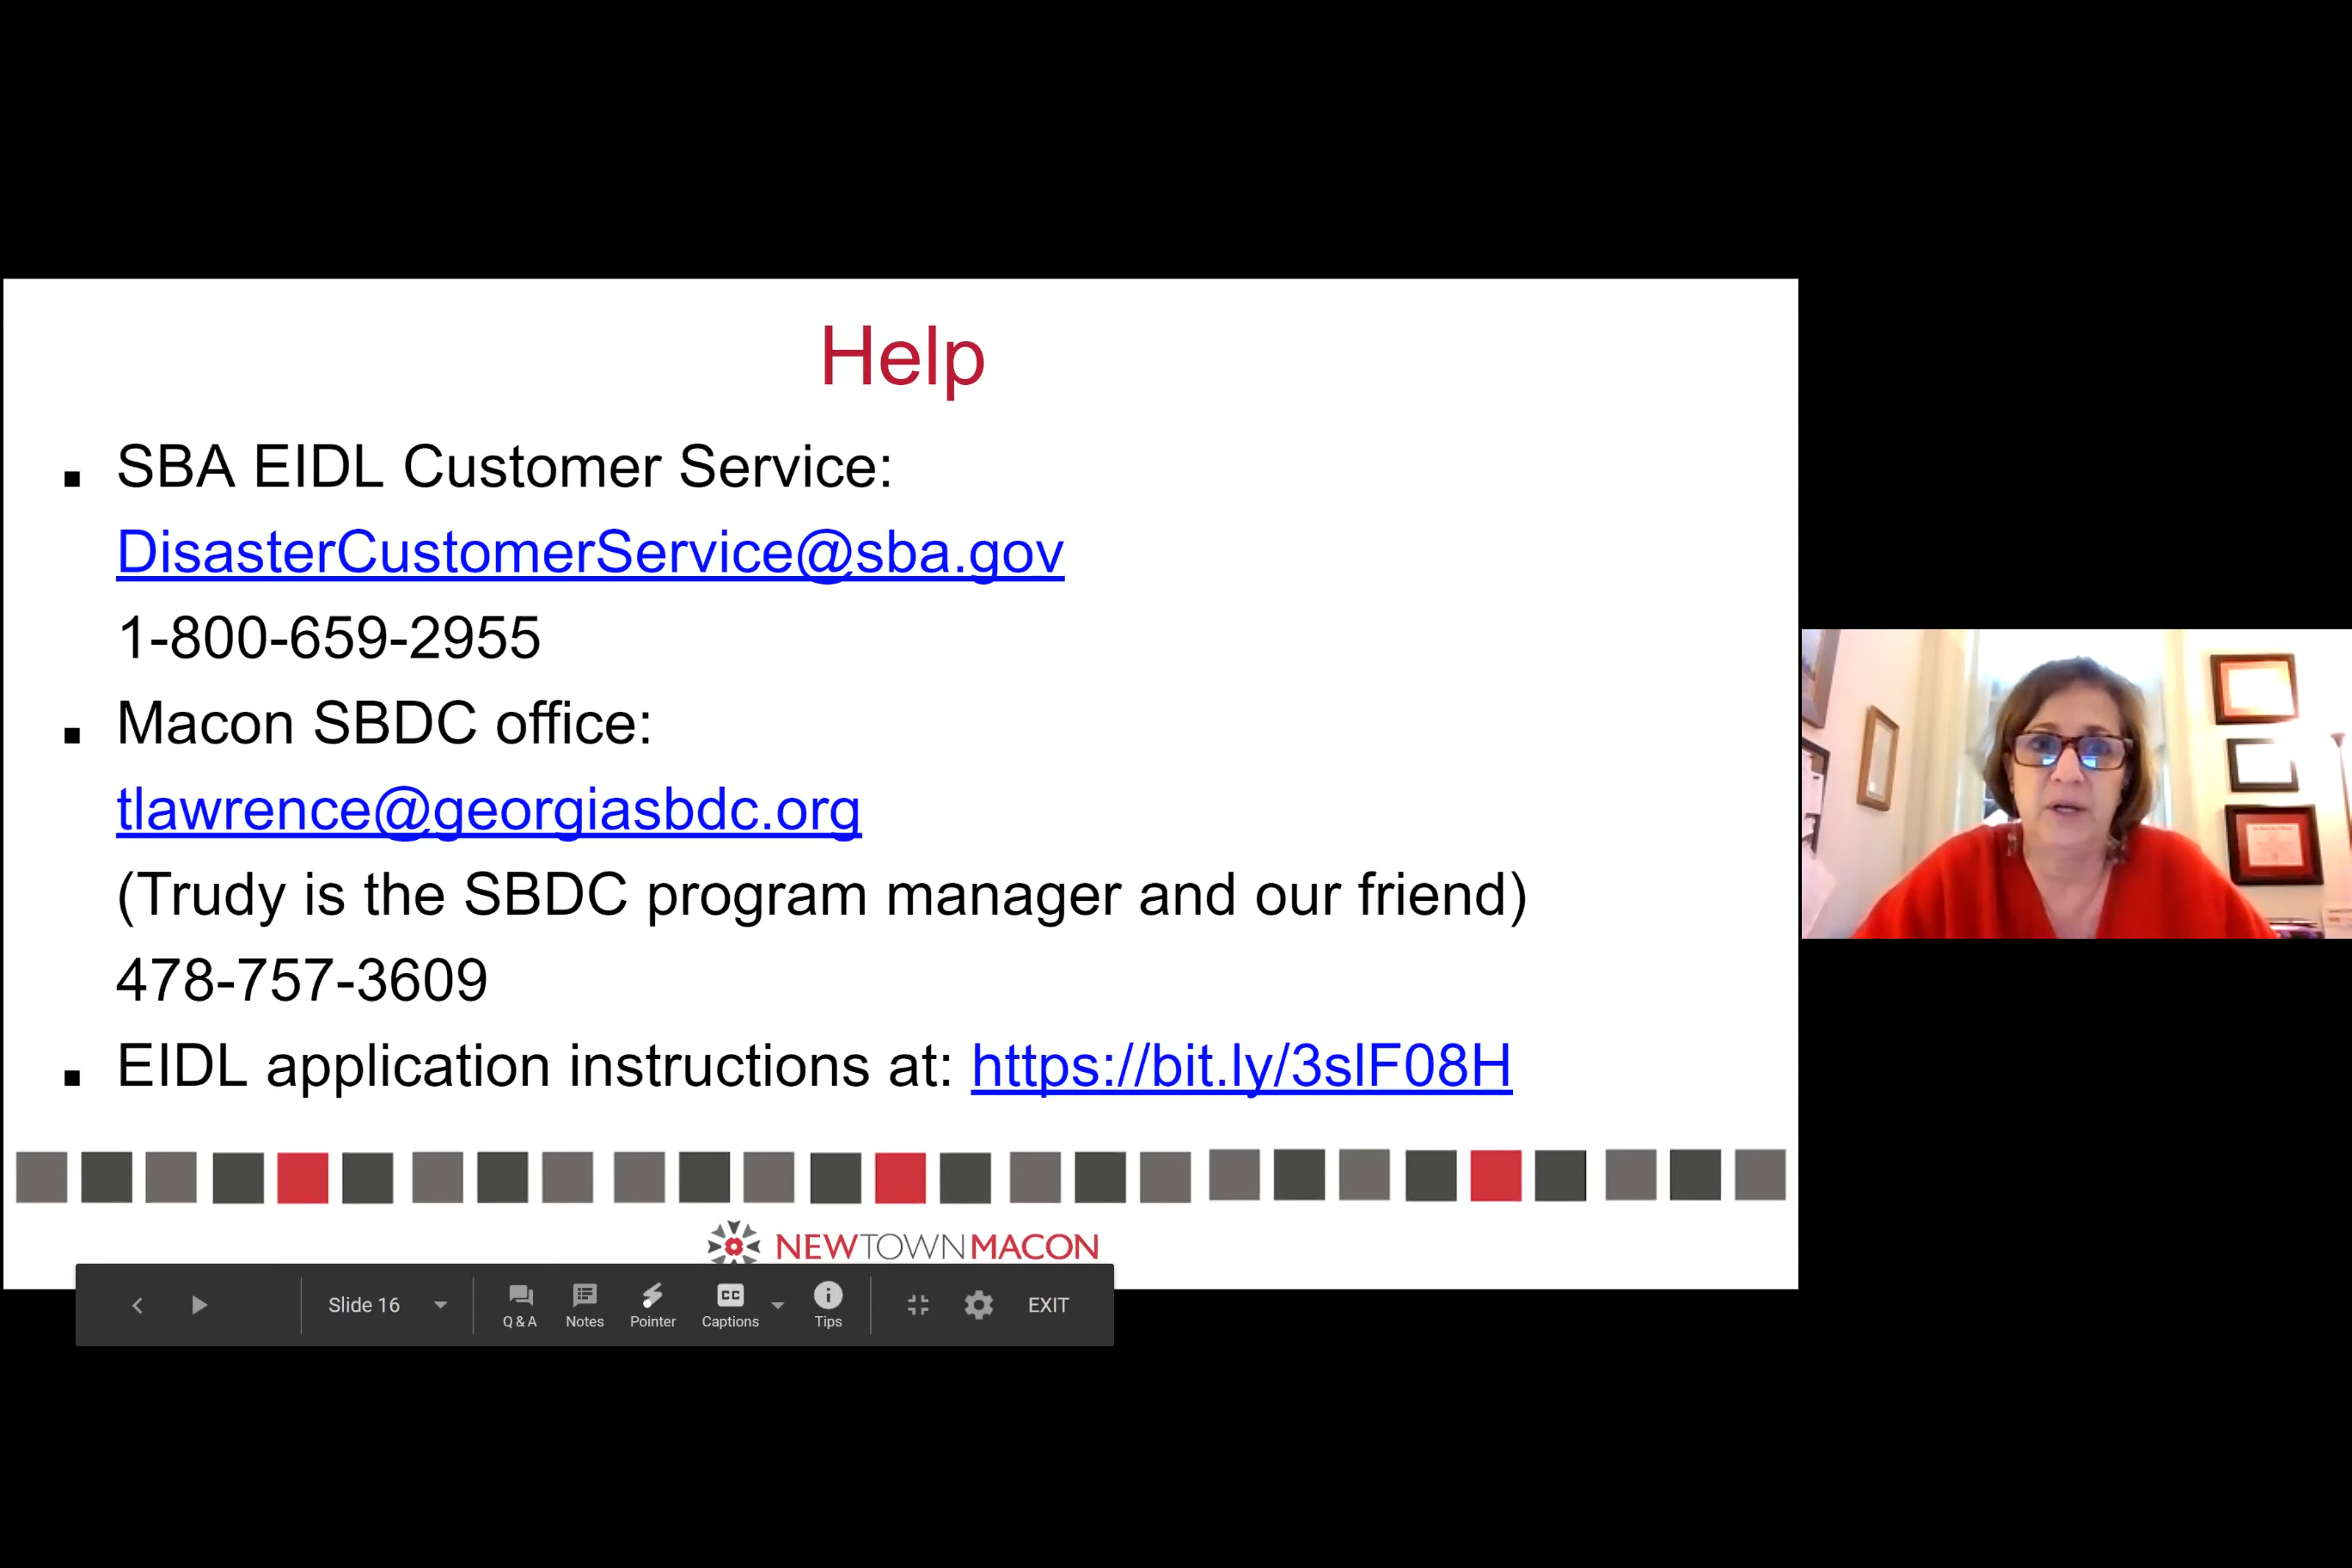 Help
SBA EIDL Customer Service:
DisasterCustomerService@sba.gov
1-800-659-2955
Macon SBDC office:
tlawrence@georgiasbdc.org
(Trudy is the SBDC program manager and our friend)
478-757-3609
EIDL application instructions at: https://bit.ly/3slF08H
NEWTOWNMACON
Slide 16
Q & A
Notes
Pointer
CC
Captions
Tips
EXIT